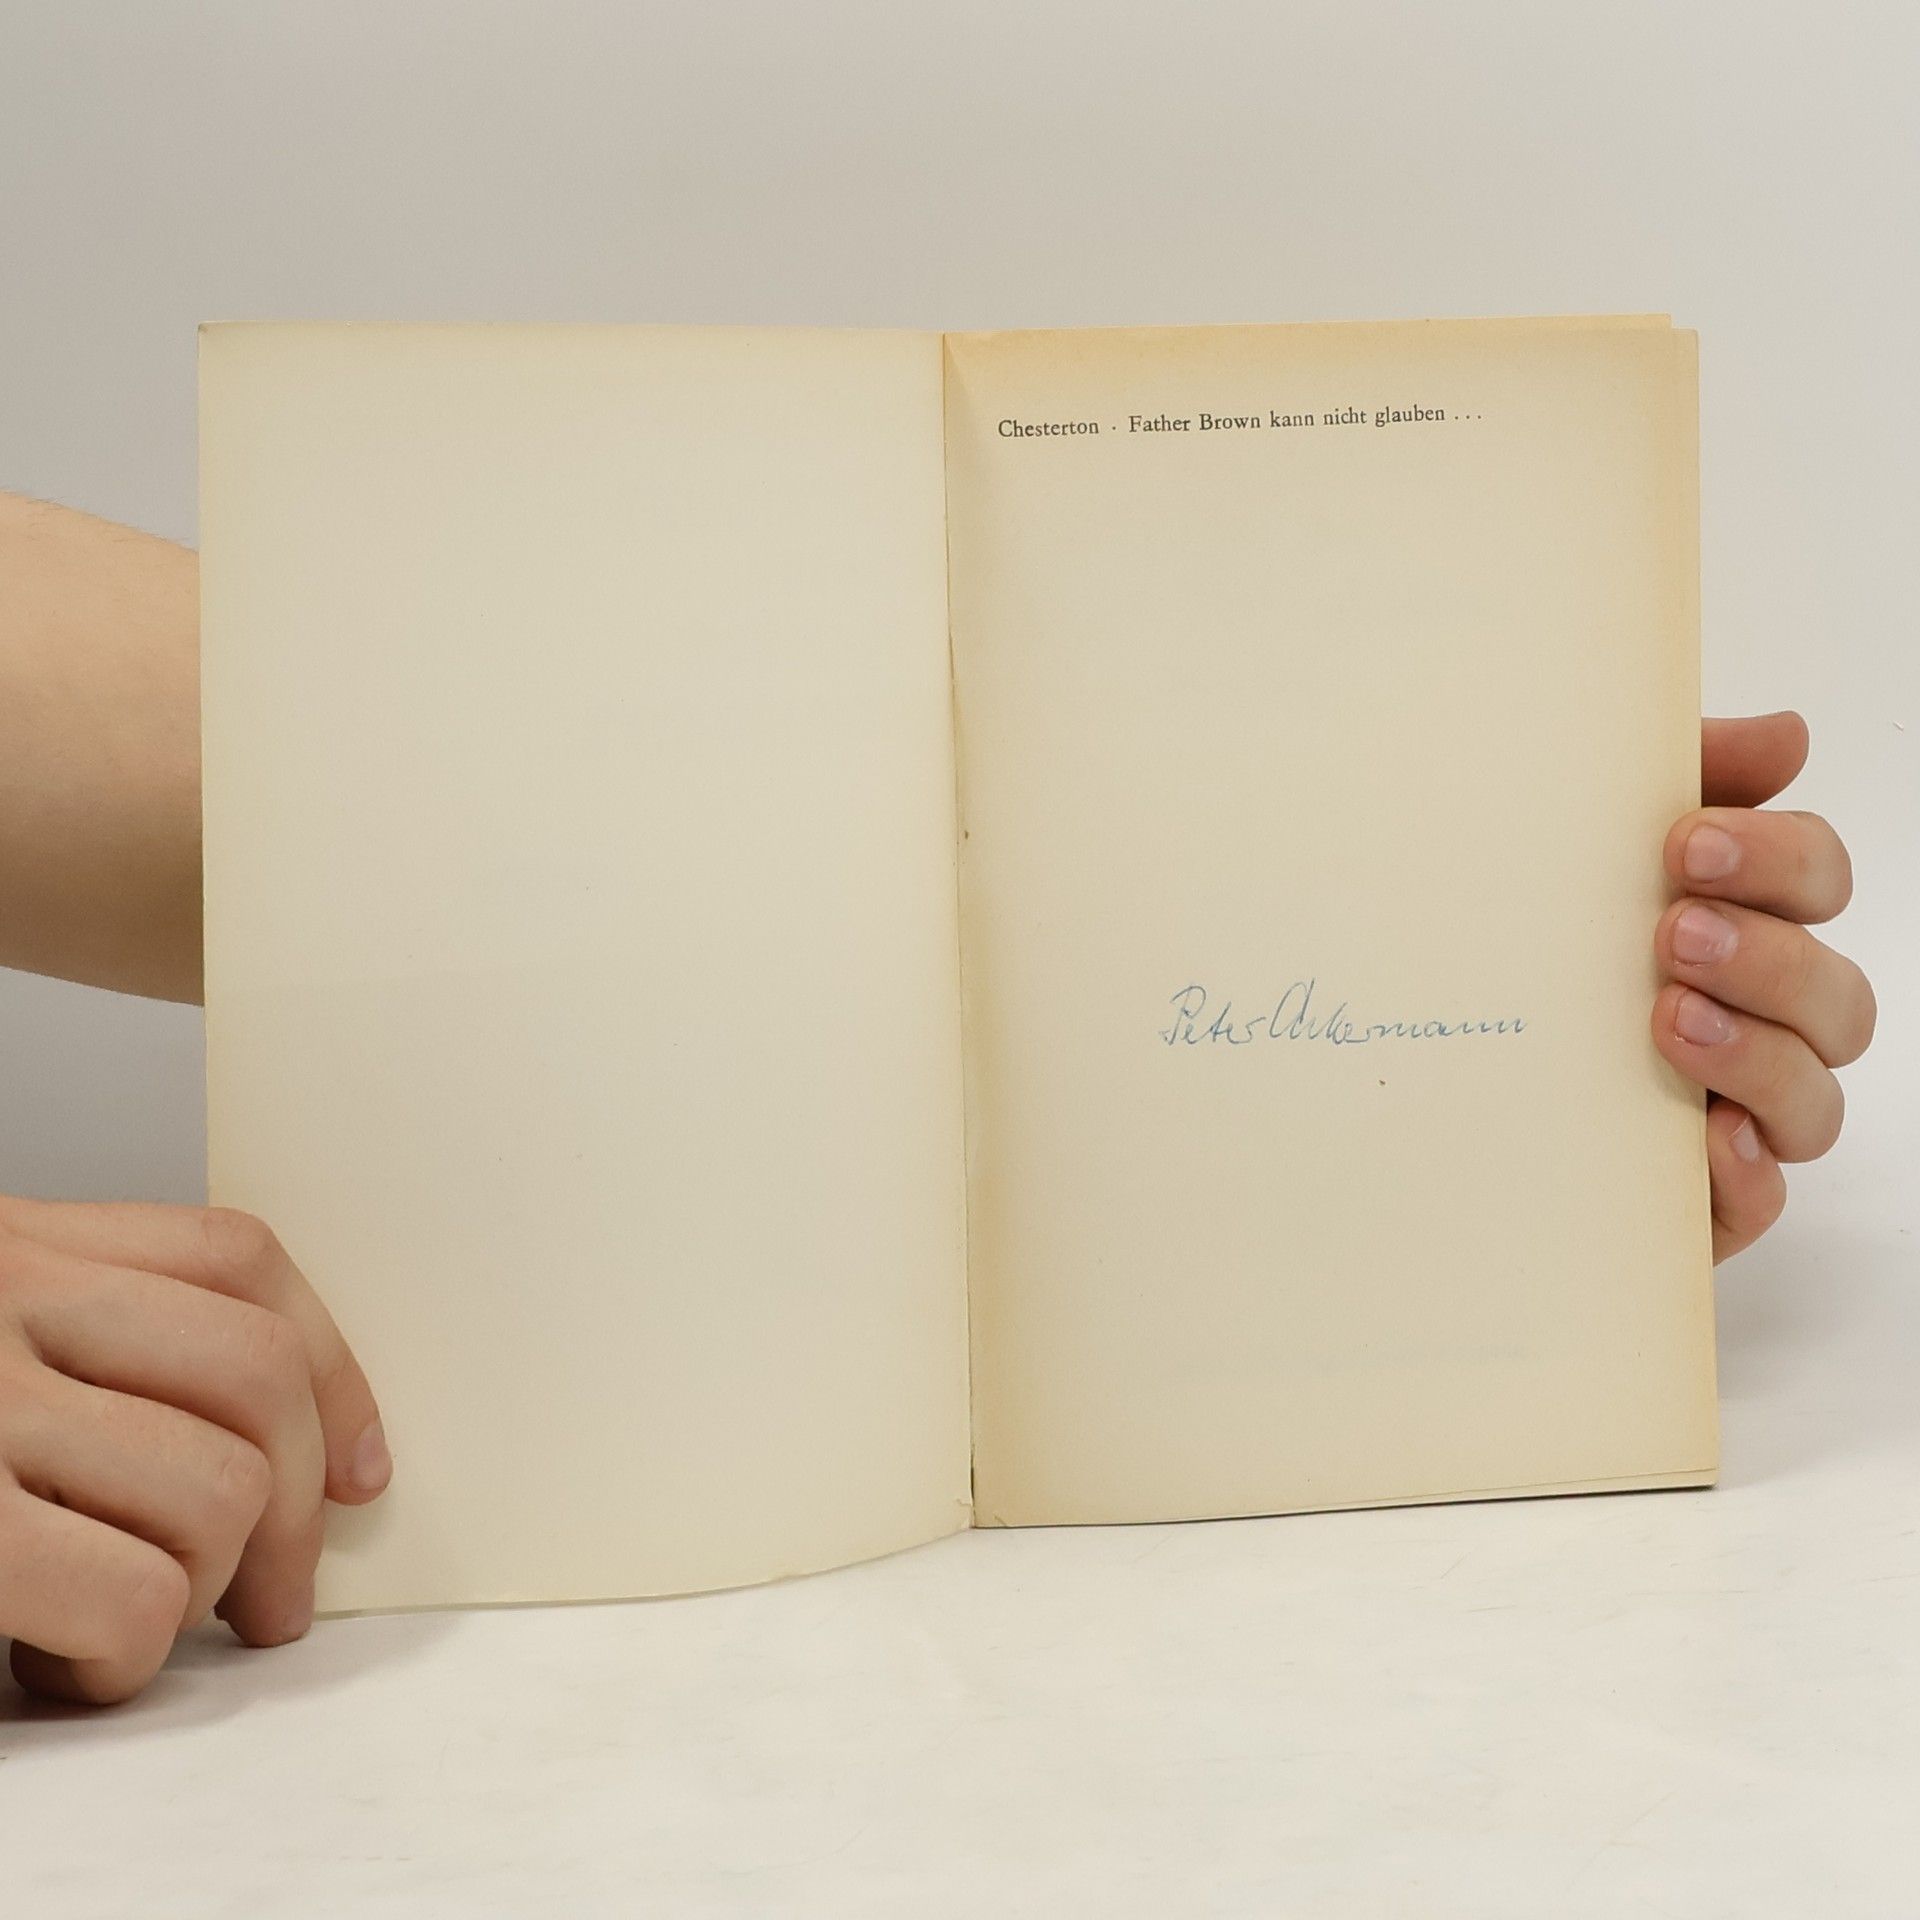 Chesterton · Father Brown kann nicht glauben . . .
Peter Ackermann